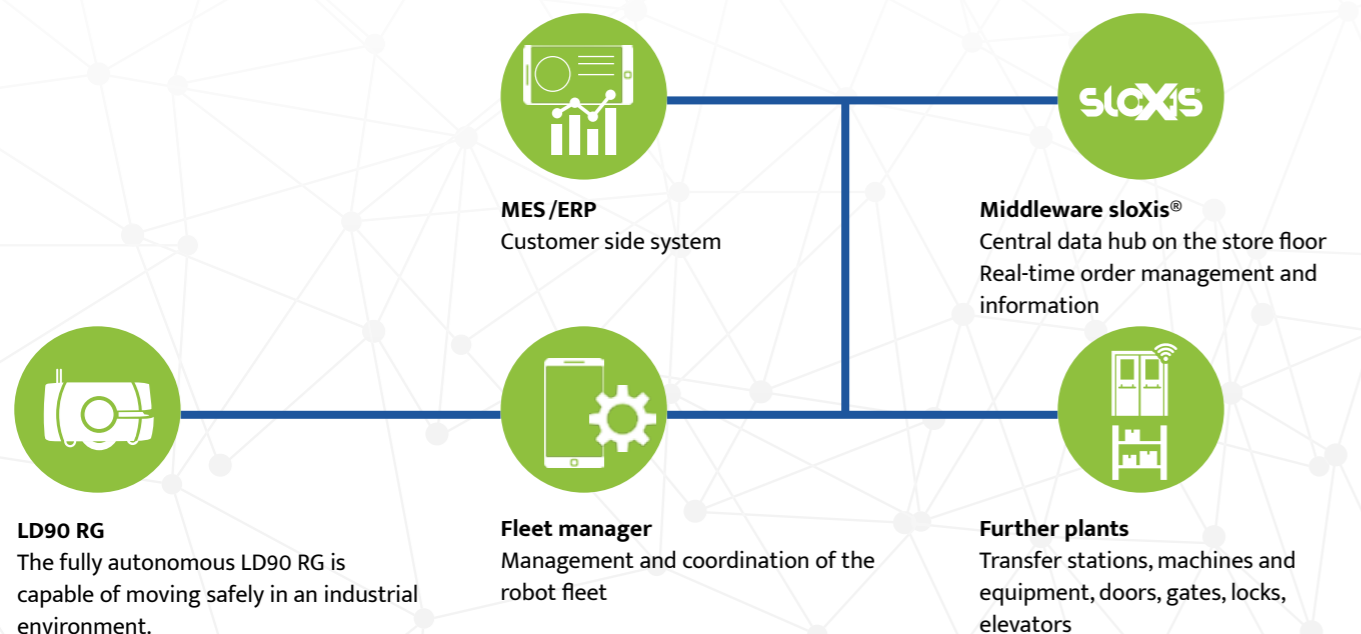 sloXis
MES/ERP
Customer side system
Middleware sloXis®
Central data hub on the store floor
Real-time order management and
information
LD90 RG
The fully autonomous LD90 RG is
capable of moving safely in an industrial
environment.
Fleet manager
Management and coordination of the
robot fleet
Further plants
Transfer stations, machines and
equipment, doors, gates, locks,
elevators